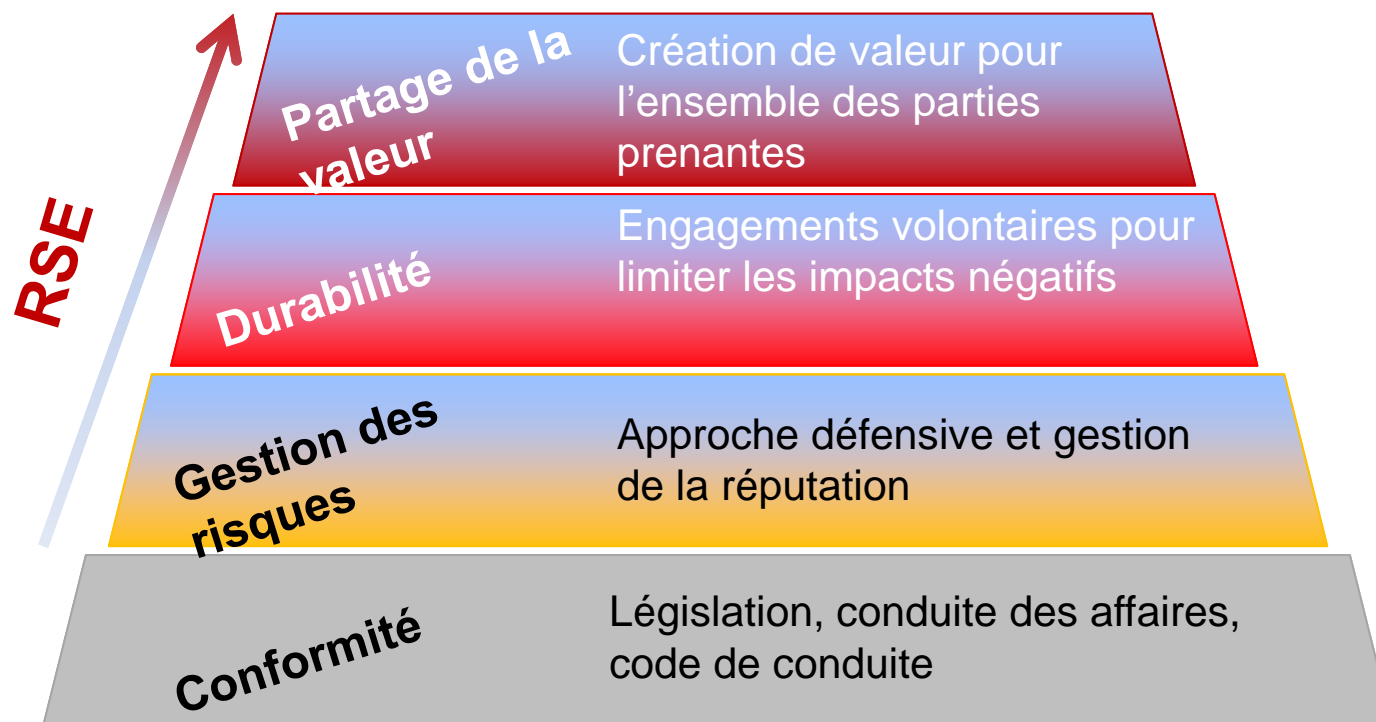 RSE
Partage de la
valeur
Création de valeur pour
l’ensemble des parties
prenantes
Durabilité
Engagements volontaires pour
limiter les impacts négatifs
Gestion des
risques
Approche défensive et gestion
de la réputation
Conformité
Législation, conduite des affaires,
code de conduite